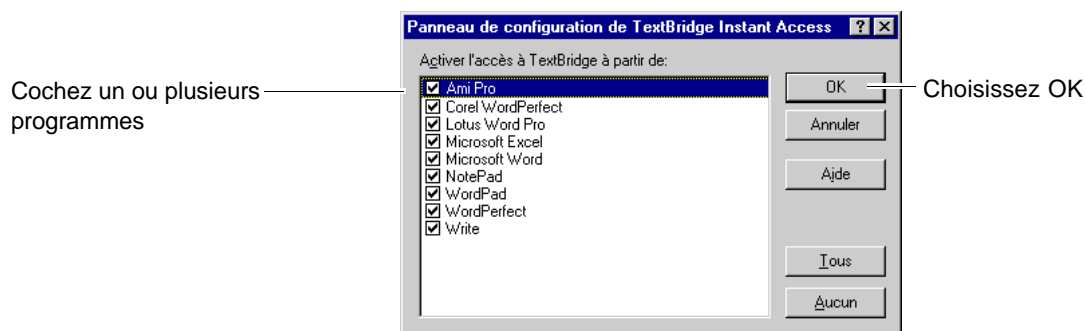 Panneau de configuration de TextBridge Instant Access
Activer l'accès à TextBridge à partir de:
Cochez un ou plusieurs
programmes
Ami Pro
Corel WordPerfect
Lotus Word Pro
Microsoft Excel
Microsoft Word
NotePad
WordPad
WordPerfect
Write
OK
Choisissez OK
Annuler
Aide
Tous
Aucun